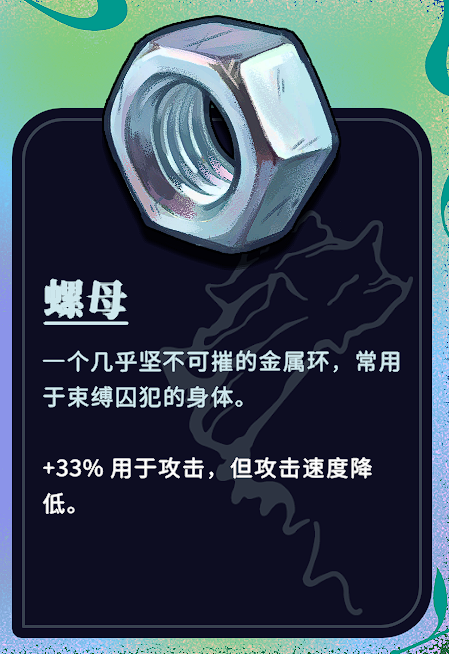 螺母
一个几乎坚不可摧的金属环，常用
于束缚囚犯的身体。
+33% 用于攻击，但攻击速度降
低。